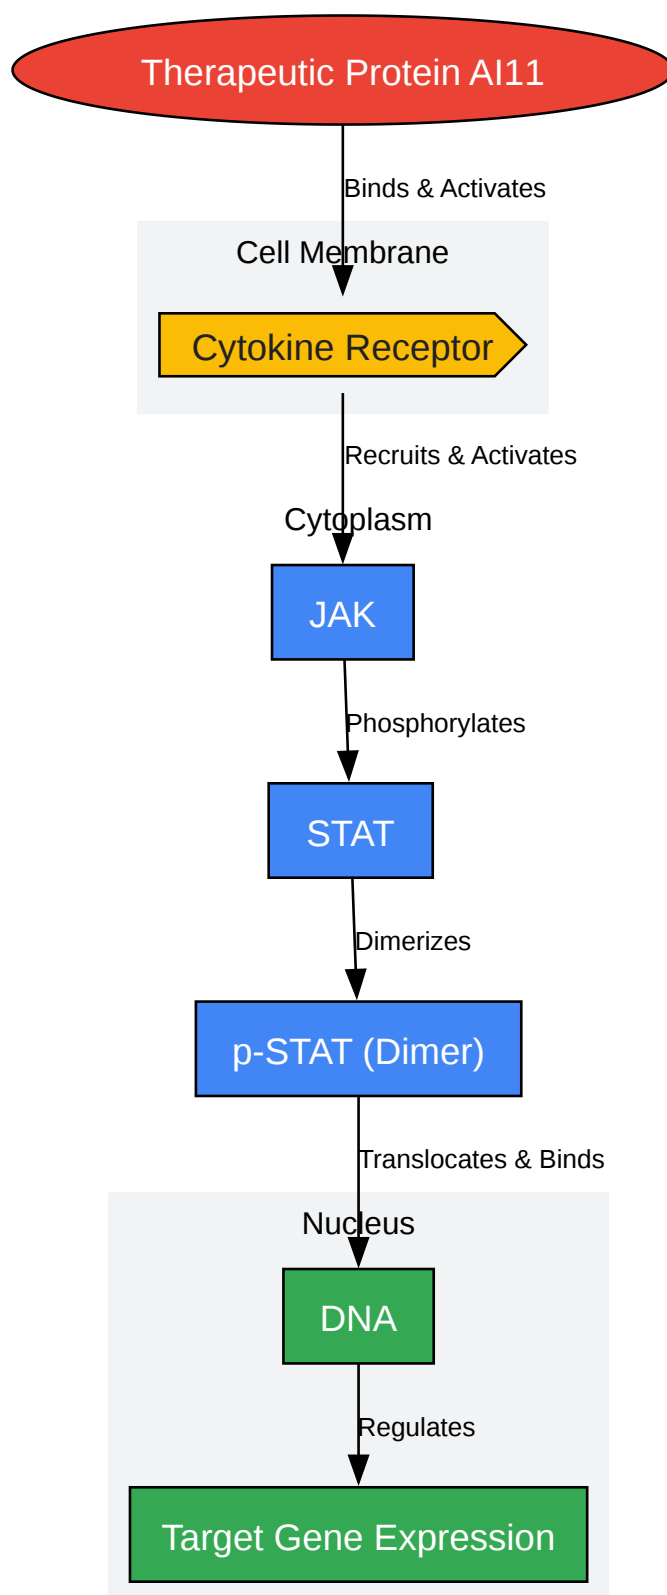 Therapeutic Protein AI11
Binds & Activates
Cell Membrane
Cytokine Receptor
Recruits & Activates
Cytoplasm
JAK
Phosphorylates
STAT
Dimerizes
p-STAT (Dimer)
Translocates & Binds
Nucleus
DNA
Regulates
Target Gene Expression